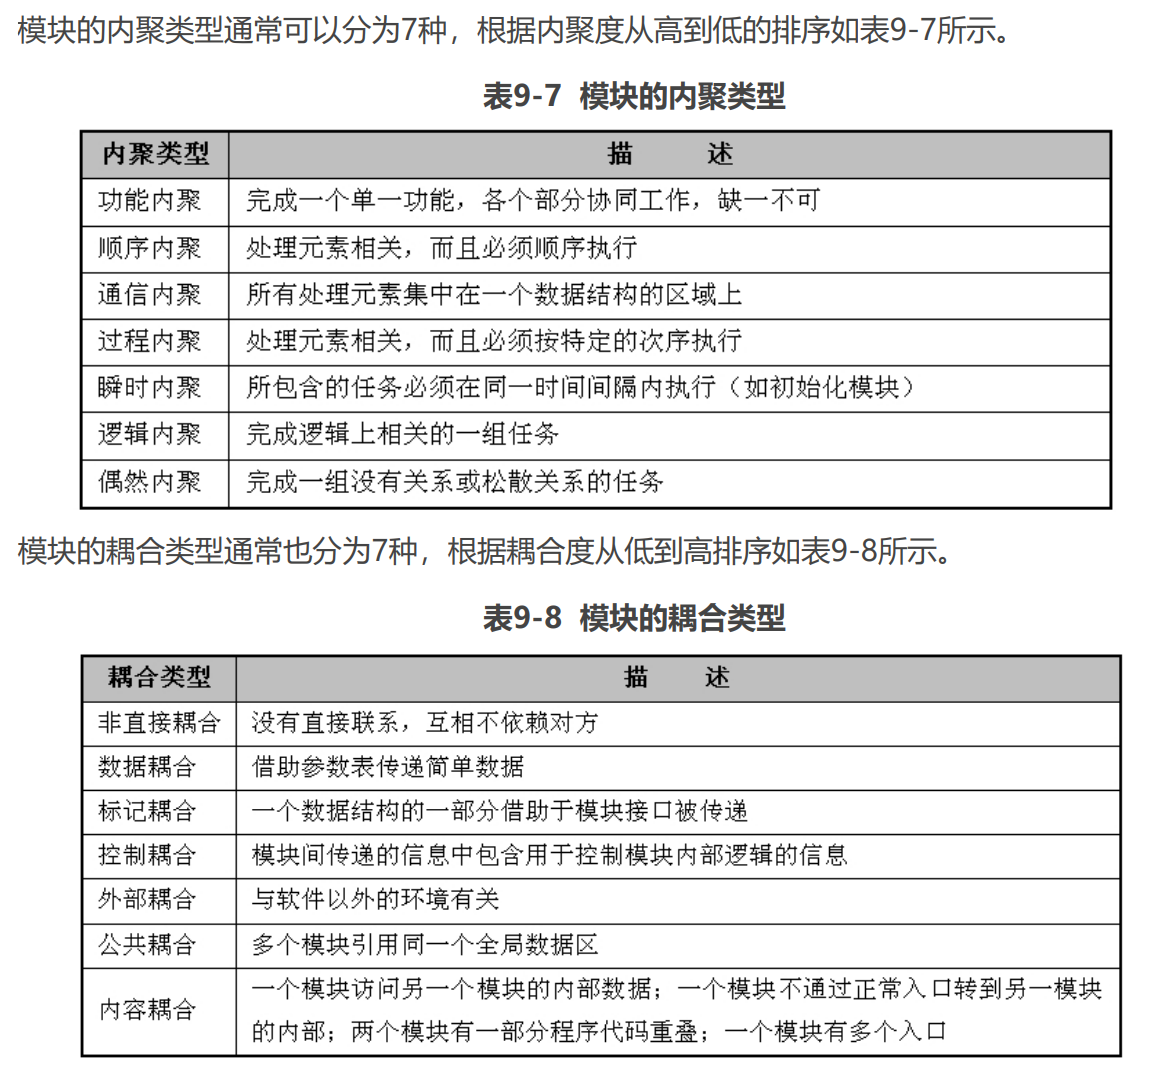 模块的内聚类型通常可以分为7种，根据内聚度从高到低的排序如表9-7所示。
表9-7 模块的内聚类型
内聚类型 描 述
功能内聚 完成一个单一功能，各个部分协同工作，缺一不可
顺序内聚 处理元素相关，而且必须顺序执行
通信内聚 所有处理元素集中在一个数据结构的区域上
过程内聚 处理元素相关，而且必须按特定的次序执行
瞬时内聚 所包含的任务必须在同一时间间隔内执行（如初始化模块）
逻辑内聚 完成逻辑上相关的一组任务
偶然内聚 完成一组没有关系或松散关系的任务
模块的耦合类型通常也分为7种，根据耦合度从低到高排序如表9-8所示。
表9-8 模块的耦合类型
耦合类型 描 述
非直接耦合 没有直接联系，互相不依赖对方
数据耦合 借助参数表传递简单数据
标记耦合 一个数据结构的一部分借助于模块接口被传递
控制耦合 模块间传递的信息中包含用于控制模块内部逻辑的信息
外部耦合 与软件以外的环境有关
公共耦合 多个模块引用同一个全局数据区
内容耦合 一个模块访问另一个模块的内部数据；一个模块不通过正常入口转到另一模块
的内部；两个模块有一部分程序代码重叠；一个模块有多个入口